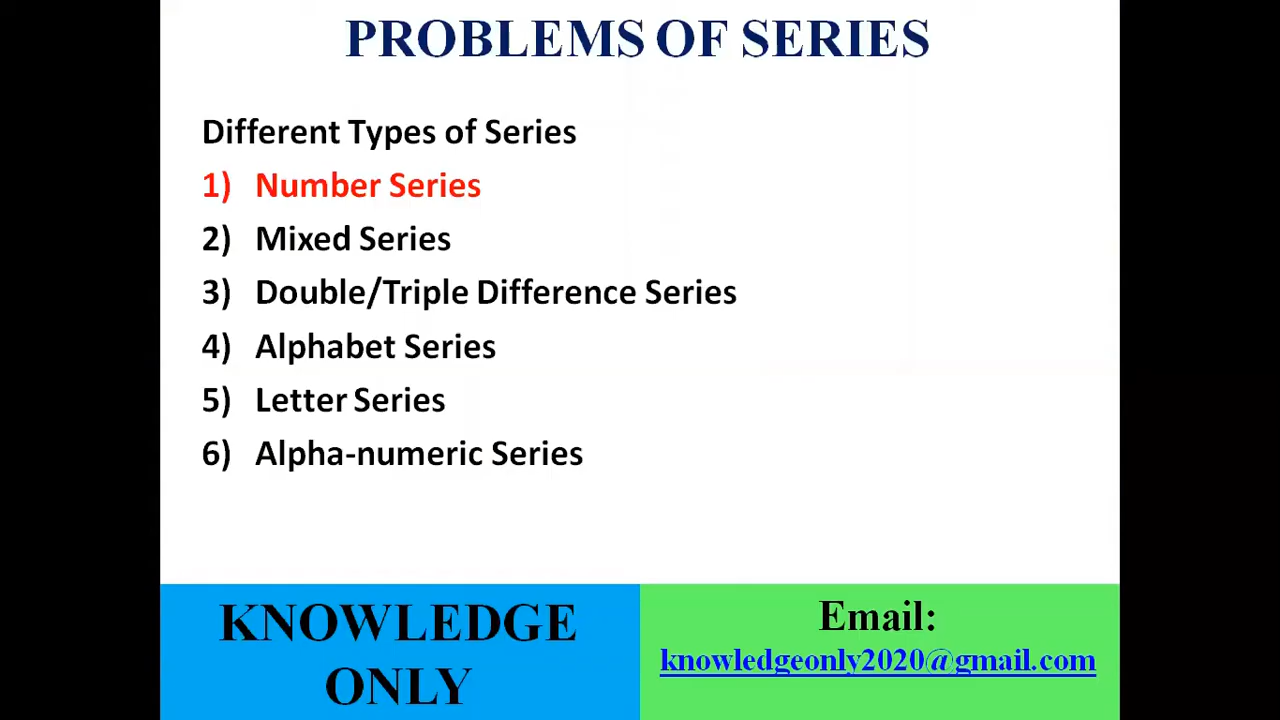 PROBLEMS OF SERIES
Different Types of Series
1) Number Series
2) Mixed Series
3) Double/Triple Difference Series
4) Alphabet Series
5) Letter Series
6) Alpha-numeric Series
KNOWLEDGE
ONLY
Email:
knowledgeonly2020@gmail.com